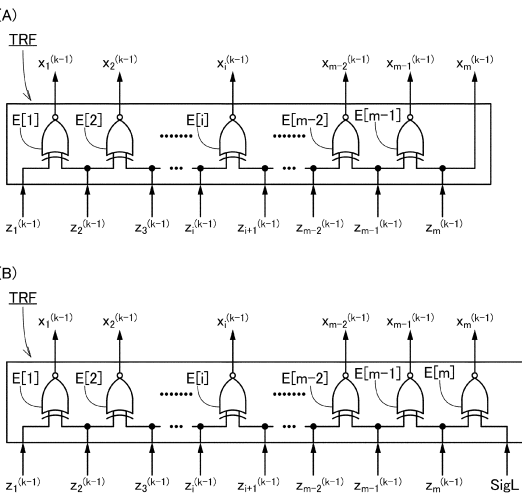 (A)
TRF
x₁⁽ᵏ⁻¹⁾ x₂⁽ᵏ⁻¹⁾ xᵢ⁽ᵏ⁻¹⁾ xₘ₋₂⁽ᵏ⁻¹⁾ xₘ₋₁⁽ᵏ⁻¹⁾ xₘ⁽ᵏ⁻¹⁾
E[1] E[2] ······· E[i] ······· E[m−2] E[m−1]
··· ···
z₁⁽ᵏ⁻¹⁾ z₂⁽ᵏ⁻¹⁾ z₃⁽ᵏ⁻¹⁾ zᵢ⁽ᵏ⁻¹⁾ zᵢ₊₁⁽ᵏ⁻¹⁾ zₘ₋₂⁽ᵏ⁻¹⁾ zₘ₋₁⁽ᵏ⁻¹⁾ zₘ⁽ᵏ⁻¹⁾
(B)
TRF
x₁⁽ᵏ⁻¹⁾ x₂⁽ᵏ⁻¹⁾ xᵢ⁽ᵏ⁻¹⁾ xₘ₋₂⁽ᵏ⁻¹⁾ xₘ₋₁⁽ᵏ⁻¹⁾ xₘ⁽ᵏ⁻¹⁾
E[1] E[2] ······· E[i] ······· E[m−2] E[m−1] E[m]
··· ···
z₁⁽ᵏ⁻¹⁾ z₂⁽ᵏ⁻¹⁾ z₃⁽ᵏ⁻¹⁾ zᵢ⁽ᵏ⁻¹⁾ zᵢ₊₁⁽ᵏ⁻¹⁾ zₘ₋₂⁽ᵏ⁻¹⁾ zₘ₋₁⁽ᵏ⁻¹⁾ zₘ⁽ᵏ⁻¹⁾ SigL